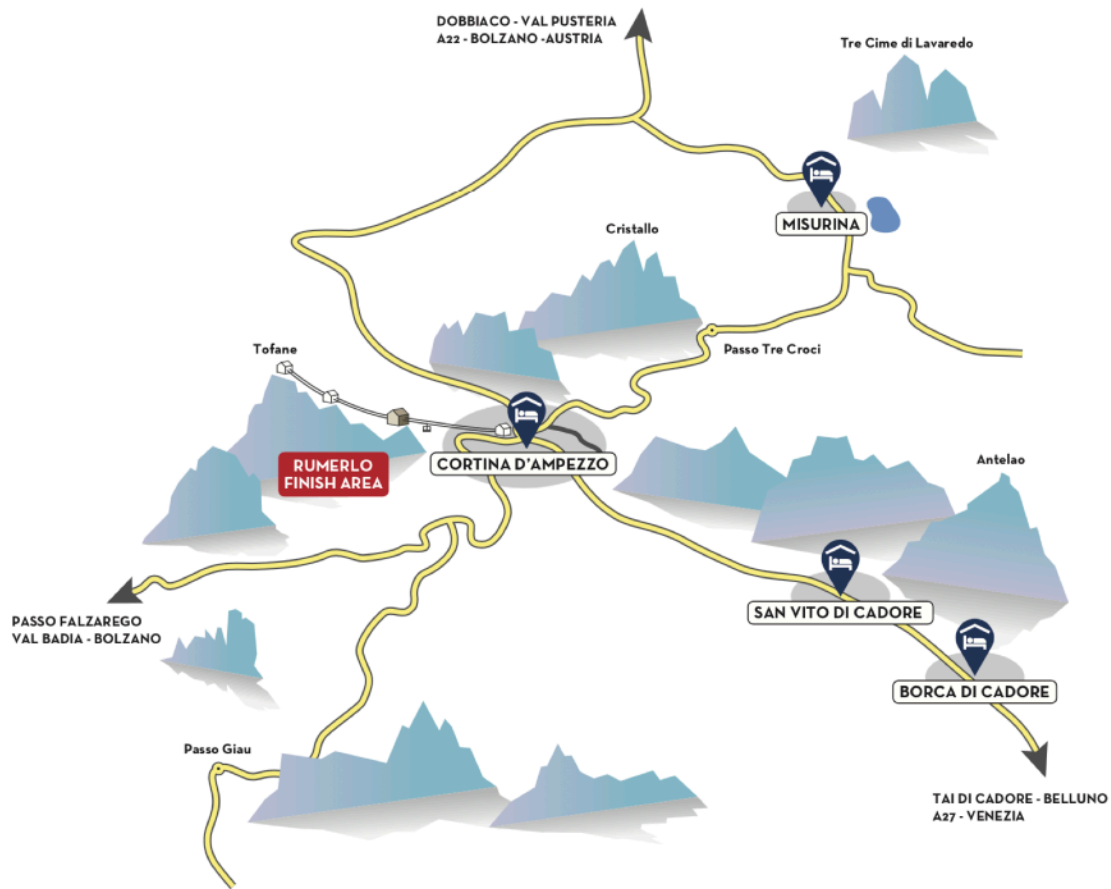 DOBBIACO - VAL PUSTERIA
A22 - BOLZANO -AUSTRIA
Tre Cime di Lavaredo
MISURINA
Cristallo
Passo Tre Croci
Tofane
RUMERLO
FINISH AREA
CORTINA D'AMPEZZO
Antelao
PASSO FALZAREGO
VAL BADIA - BOLZANO
SAN VITO DI CADORE
BORCA DI CADORE
Passo Giau
TAI DI CADORE - BELLUNO
A27 - VENEZIA